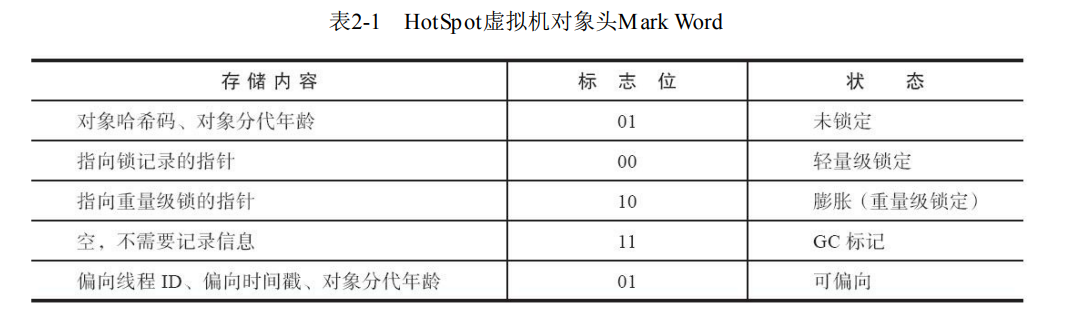 表2-1 HotSpot虚拟机对象头Mark Word
存储内容 标志位 状态
对象哈希码、对象分代年龄 01 未锁定
指向锁记录的指针 00 轻量级锁定
指向重量级锁的指针 10 膨胀（重量级锁定）
空，不需要记录信息 11 GC 标记
偏向线程 ID、偏向时间戳、对象分代年龄 01 可偏向